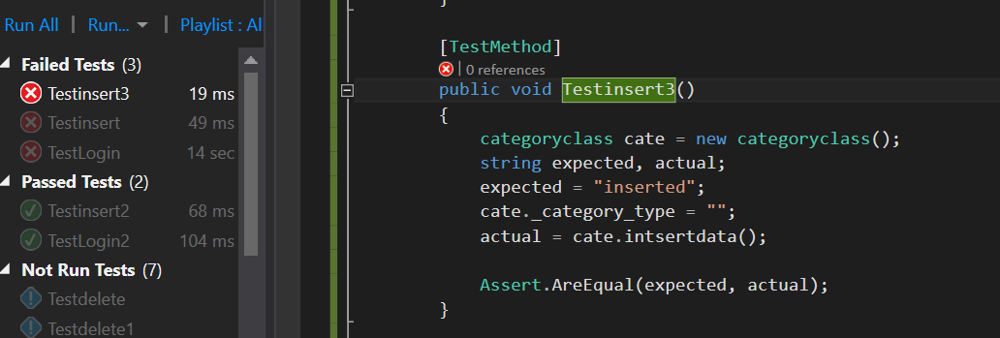 Run All | Run... | Playlist : Al
Failed Tests (3)
Testinsert3 19 ms
Testinsert 49 ms
TestLogin 14 sec
Passed Tests (2)
Testinsert2 68 ms
TestLogin2 104 ms
Not Run Tests (7)
Testdelete
Testdelete1
}
[TestMethod]
| 0 references
public void Testinsert3()
{
categoryclass cate = new categoryclass();
string expected, actual;
expected = "inserted";
cate._category_type = "";
actual = cate.intsertdata();
Assert.AreEqual(expected, actual);
}